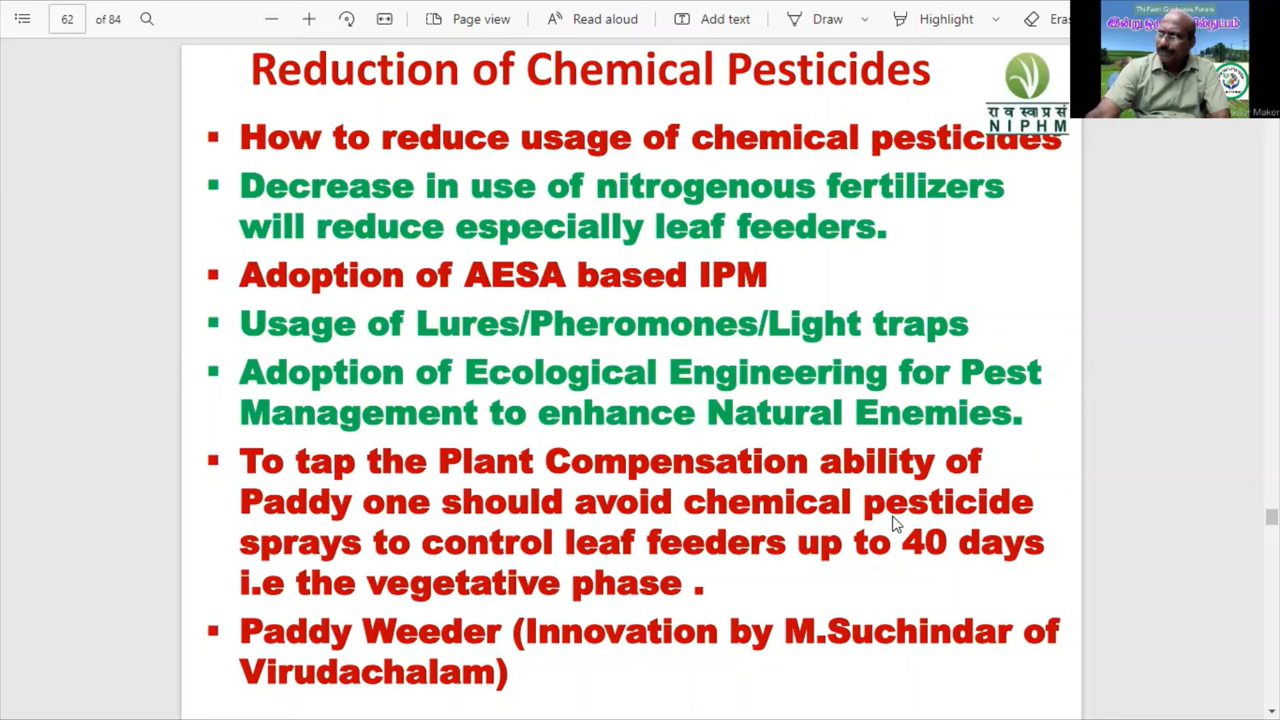 62 of 84
Page view
Read aloud
Add text
Draw
Highlight
Reduction of Chemical Pesticides
रा व स्वा प्र सं
NIPHM
▪ How to reduce usage of chemical pesticides
▪ Decrease in use of nitrogenous fertilizers
will reduce especially leaf feeders.
▪ Adoption of AESA based IPM
▪ Usage of Lures/Pheromones/Light traps
▪ Adoption of Ecological Engineering for Pest
Management to enhance Natural Enemies.
▪ To tap the Plant Compensation ability of
Paddy one should avoid chemical pesticide
sprays to control leaf feeders up to 40 days
i.e the vegetative phase .
▪ Paddy Weeder (Innovation by M.Suchindar of
Virudachalam)